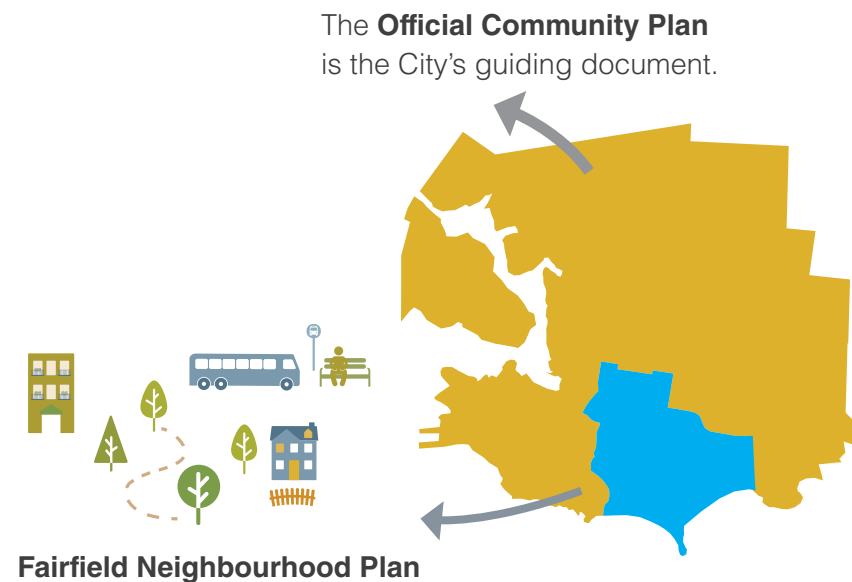 The Official Community Plan
is the City's guiding document.
Fairfield Neighbourhood Plan